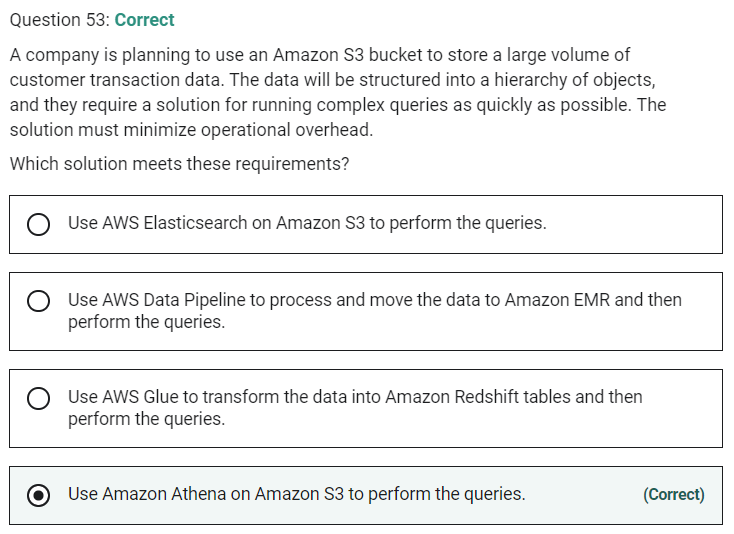 Question 53: Correct
A company is planning to use an Amazon S3 bucket to store a large volume of
customer transaction data. The data will be structured into a hierarchy of objects,
and they require a solution for running complex queries as quickly as possible. The
solution must minimize operational overhead.
Which solution meets these requirements?
Use AWS Elasticsearch on Amazon S3 to perform the queries.
Use AWS Data Pipeline to process and move the data to Amazon EMR and then
perform the queries.
Use AWS Glue to transform the data into Amazon Redshift tables and then
perform the queries.
Use Amazon Athena on Amazon S3 to perform the queries. (Correct)